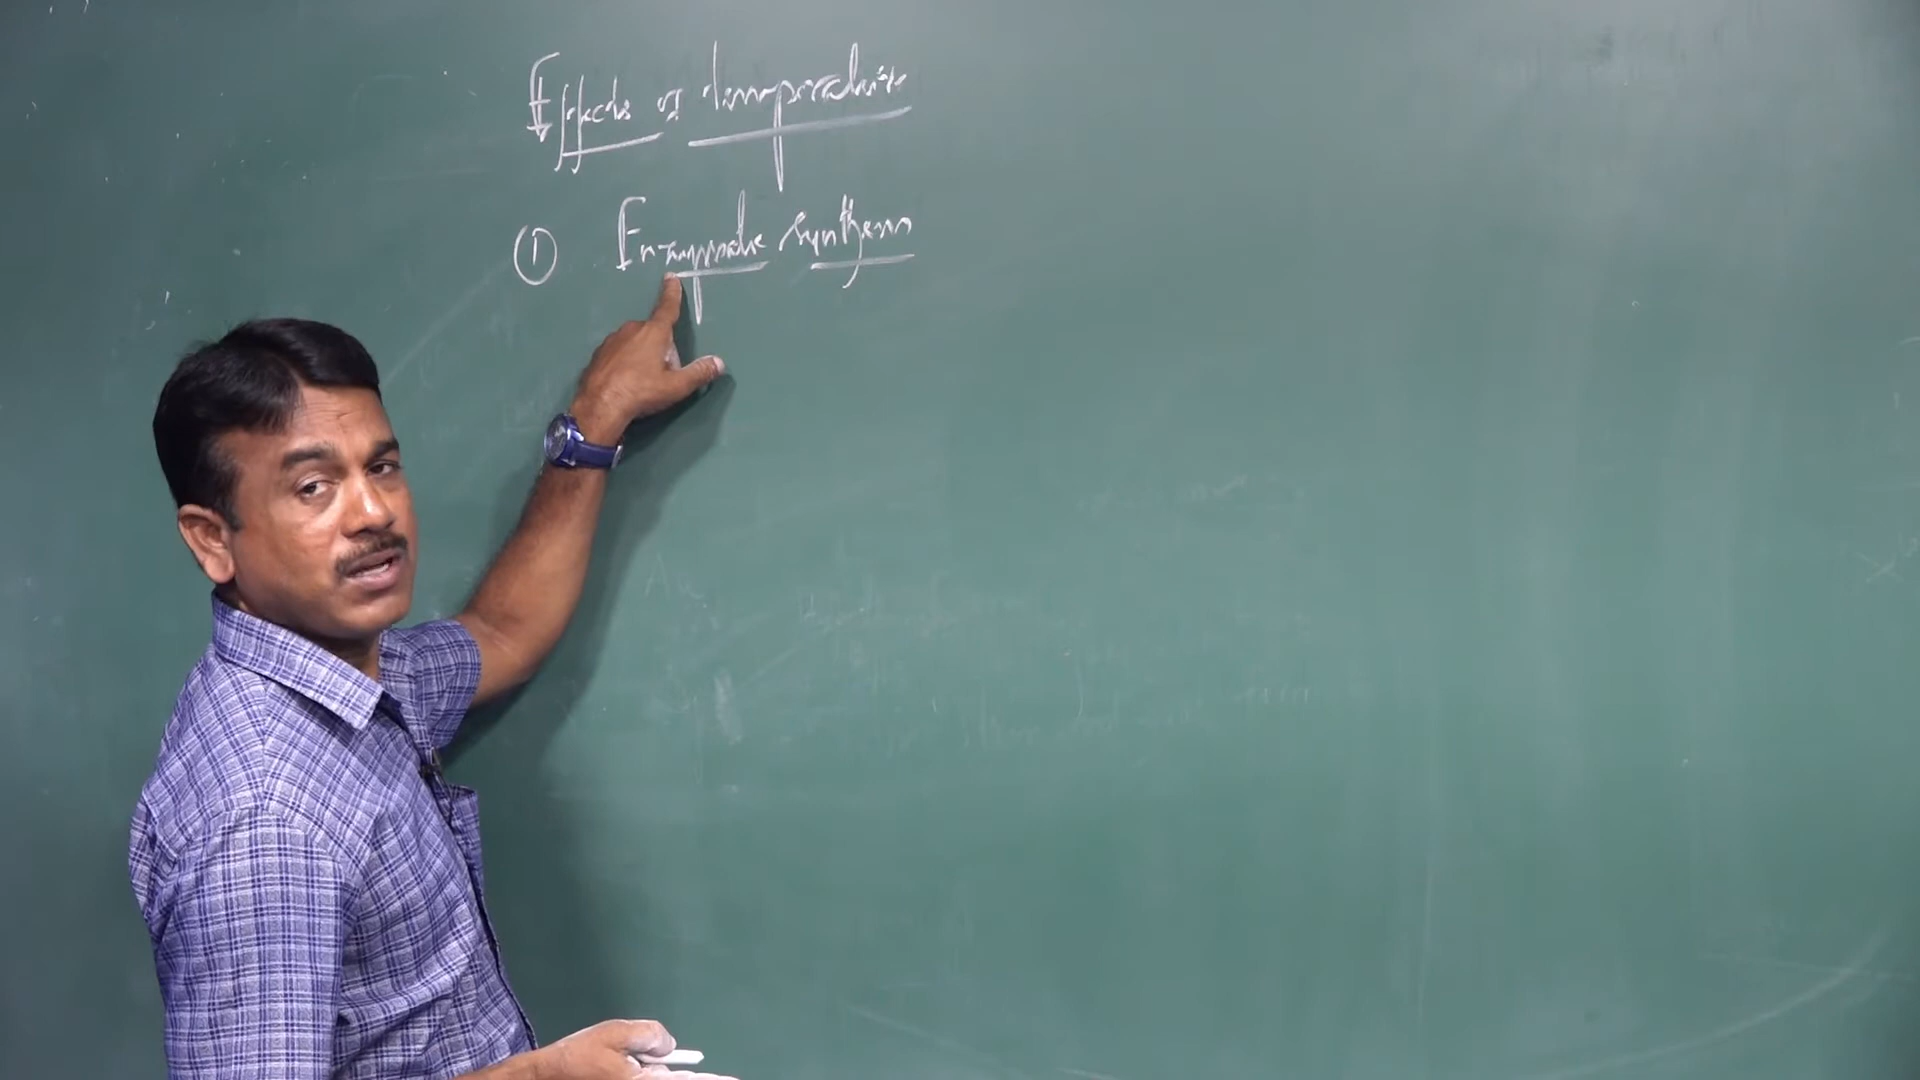 Effects of temperature
① Enzymatic synthesis